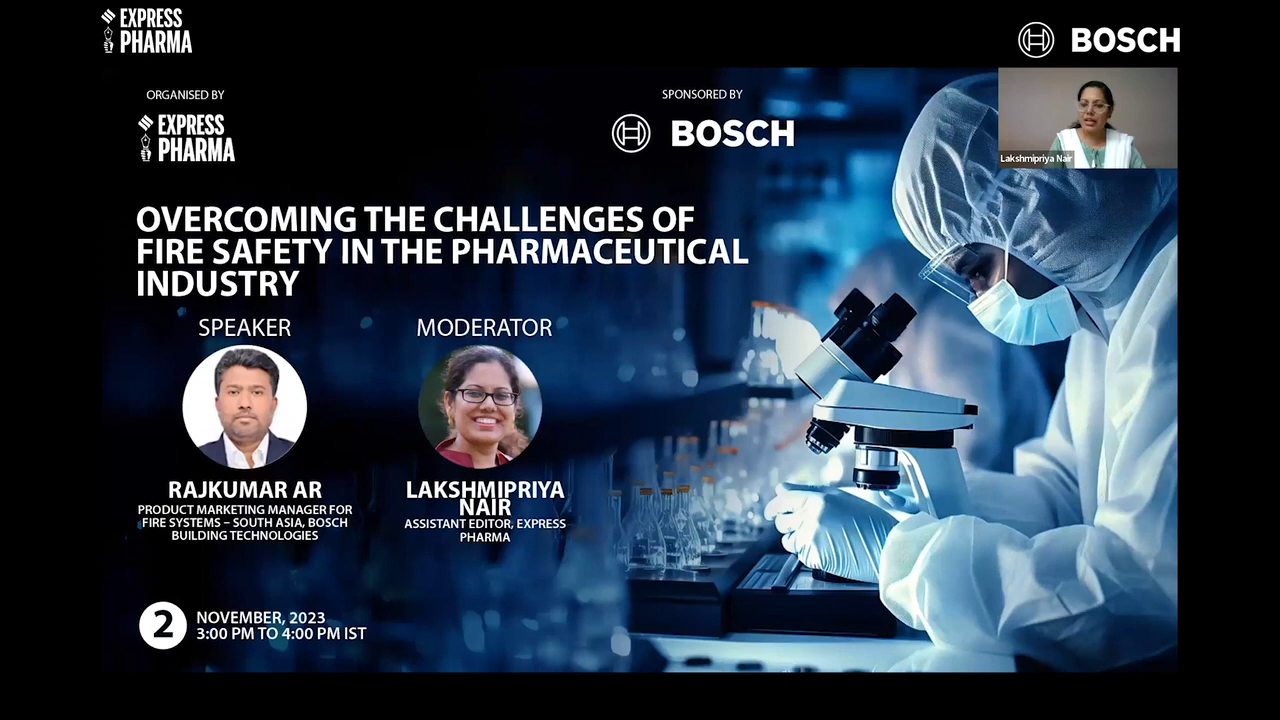 EXPRESS
PHARMA
BOSCH
ORGANISED BY
EXPRESS
PHARMA
SPONSORED BY
BOSCH
Lakshmipriya Nair
OVERCOMING THE CHALLENGES OF
FIRE SAFETY IN THE PHARMACEUTICAL
INDUSTRY
SPEAKER
RAJKUMAR AR
PRODUCT MARKETING MANAGER FOR
FIRE SYSTEMS – SOUTH ASIA, BOSCH
BUILDING TECHNOLOGIES
MODERATOR
LAKSHMIPRIYA
NAIR
ASSISTANT EDITOR, EXPRESS
PHARMA
2
NOVEMBER, 2023
3:00 PM TO 4:00 PM IST